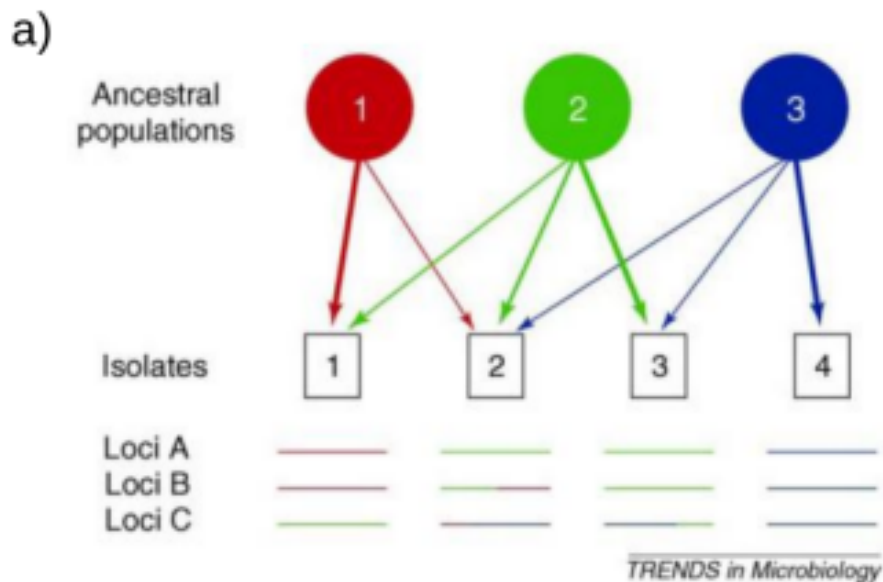 a)
Ancestral
populations
1 2 3
Isolates
1 2 3 4
Loci A
Loci B
Loci C
TRENDS in Microbiology